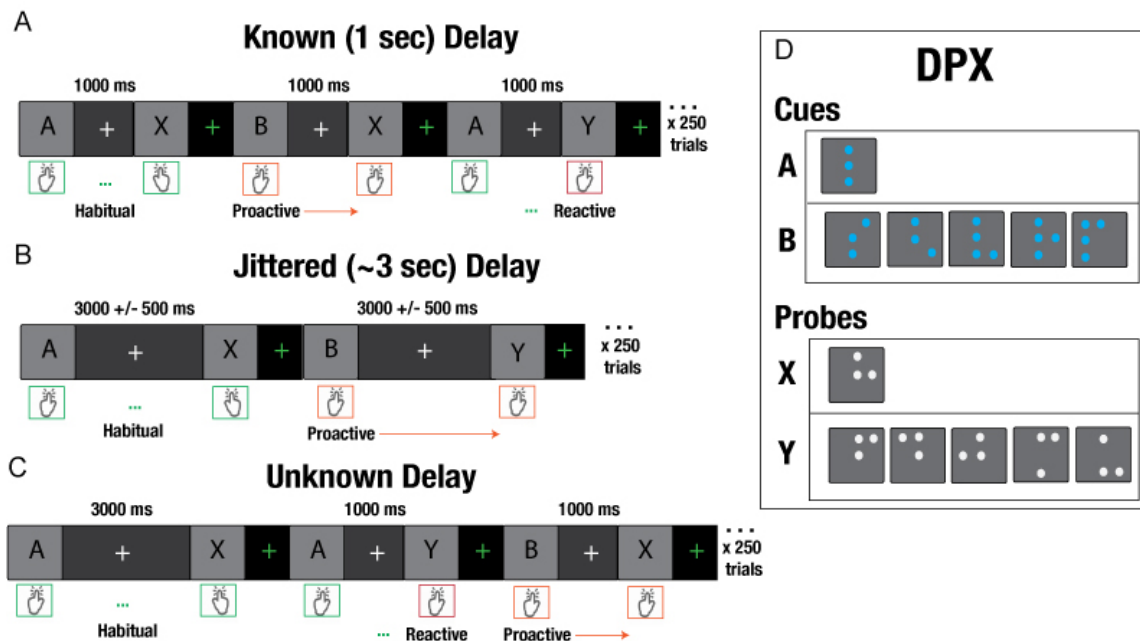 A
Known (1 sec) Delay
1000 ms 1000 ms 1000 ms
A + X + B + X + A + Y + ...
x 250
trials
... ...
Habitual Proactive Reactive
B
Jittered (~3 sec) Delay
3000 +/- 500 ms 3000 +/- 500 ms
A + X + B + Y + ...
x 250
trials
...
Habitual Proactive
C
Unknown Delay
3000 ms 1000 ms 1000 ms
A + X + A + Y + B + X + ...
x 250
trials
... ...
Habitual Reactive Proactive
D
DPX
Cues
A
B
Probes
X
Y